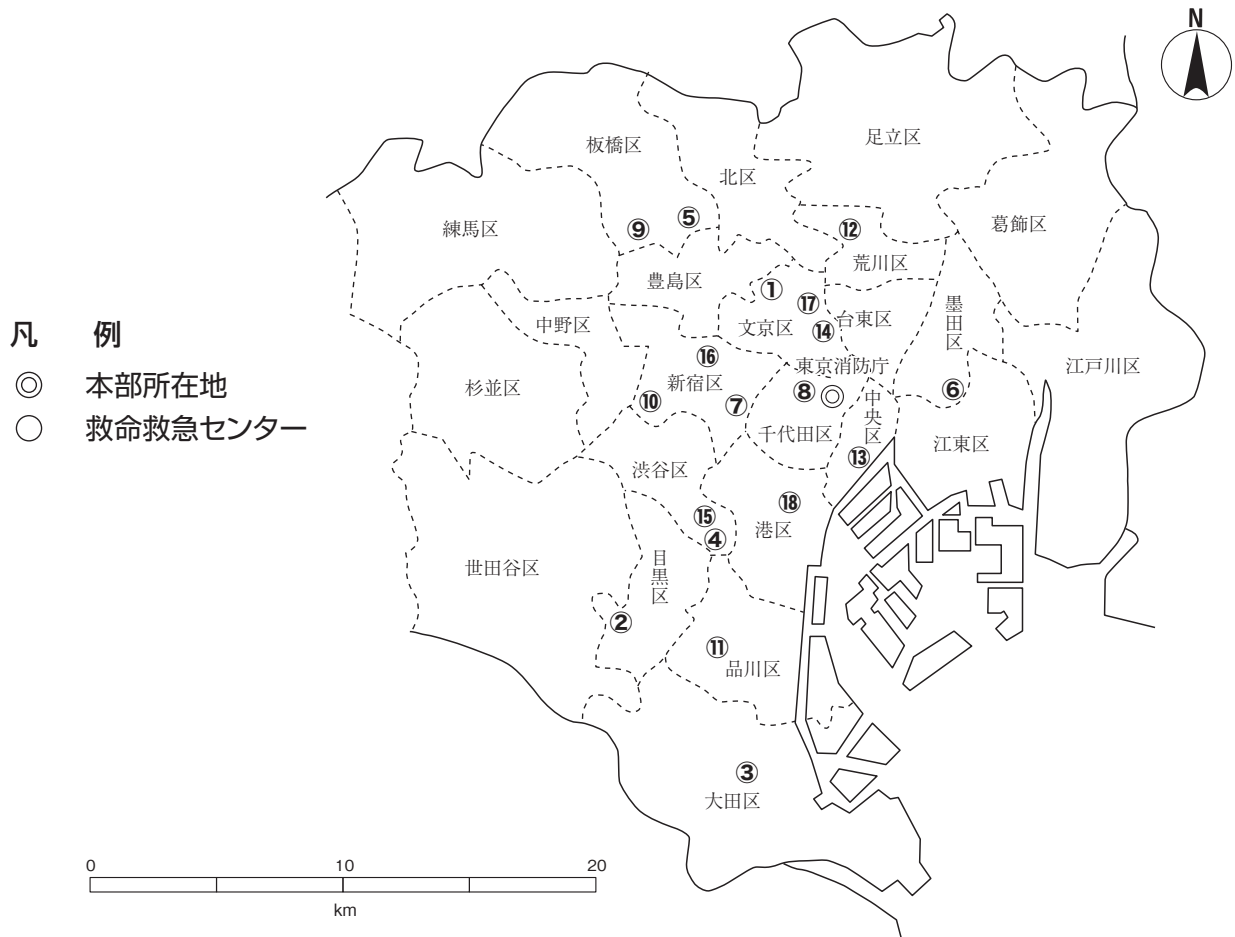 N
足立区
板橋区
北区
葛飾区
練馬区
⑨
⑤
⑫
荒川区
豊島区
①
⑰
文京区
⑭
台東区
墨田区
中野区
凡 例
◎ 本部所在地
○ 救命救急センター
杉並区
⑯
新宿区
⑩
⑦
東京消防庁
⑧
◎
千代田区
中央区
⑥
江戸川区
江東区
⑬
渋谷区
⑮
④
⑱
港区
世田谷区
目黒区
②
⑪
品川区
③
大田区
0 10 20
km